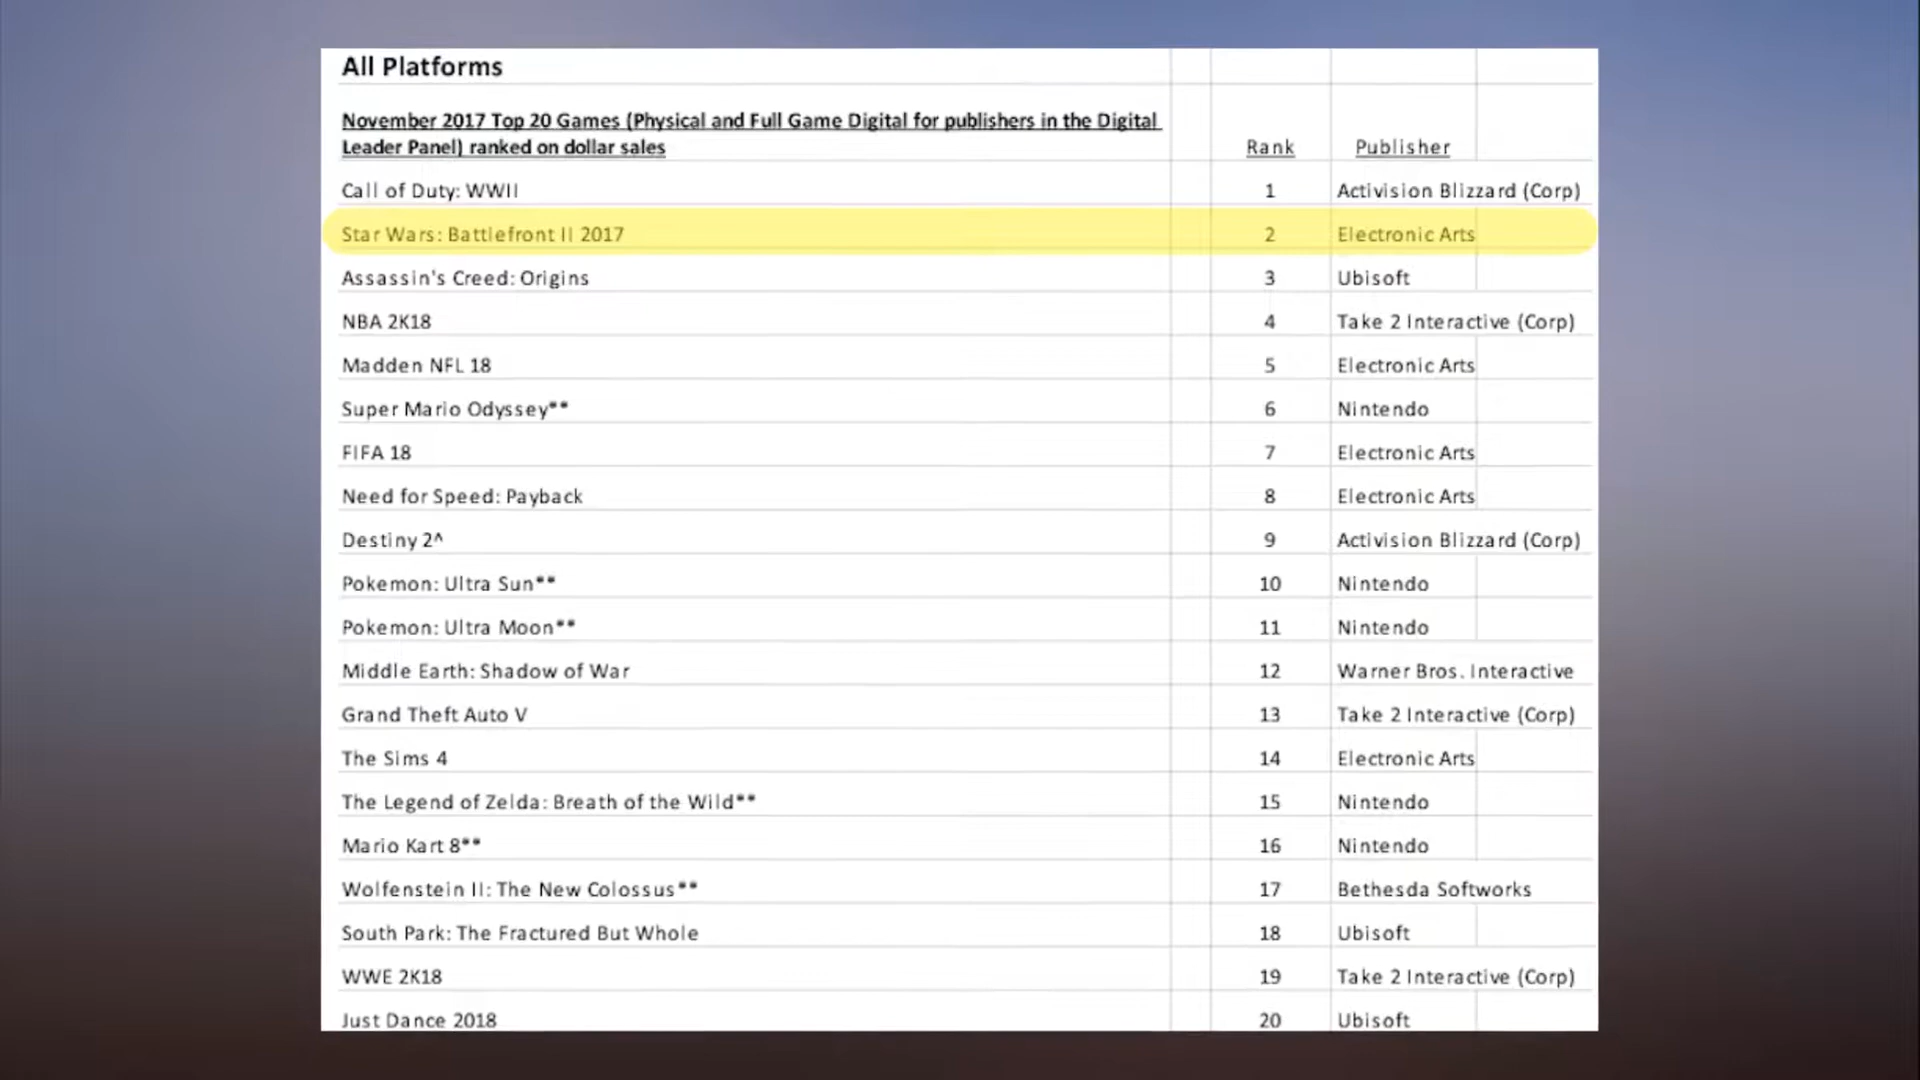 All Platforms
November 2017 Top 20 Games (Physical and Full Game Digital for publishers in the Digital
Leader Panel) ranked on dollar sales Rank Publisher
Call of Duty: WWII 1 Activision Blizzard (Corp)
Star Wars: Battlefront II 2017 2 Electronic Arts
Assassin's Creed: Origins 3 Ubisoft
NBA 2K18 4 Take 2 Interactive (Corp)
Madden NFL 18 5 Electronic Arts
Super Mario Odyssey** 6 Nintendo
FIFA 18 7 Electronic Arts
Need for Speed: Payback 8 Electronic Arts
Destiny 2^ 9 Activision Blizzard (Corp)
Pokemon: Ultra Sun** 10 Nintendo
Pokemon: Ultra Moon** 11 Nintendo
Middle Earth: Shadow of War 12 Warner Bros. Interactive
Grand Theft Auto V 13 Take 2 Interactive (Corp)
The Sims 4 14 Electronic Arts
The Legend of Zelda: Breath of the Wild** 15 Nintendo
Mario Kart 8** 16 Nintendo
Wolfenstein II: The New Colossus** 17 Bethesda Softworks
South Park: The Fractured But Whole 18 Ubisoft
WWE 2K18 19 Take 2 Interactive (Corp)
Just Dance 2018 20 Ubisoft